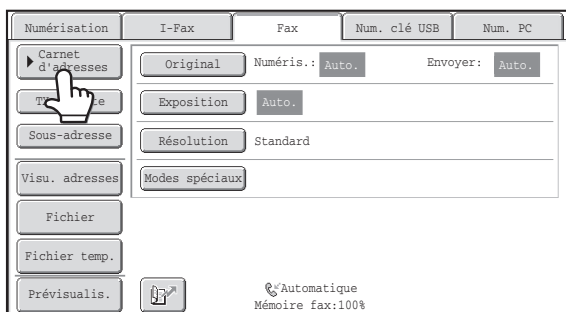 Numérisation I-Fax Fax Num. clé USB Num. PC
Carnet
d'adresses
Original Numéris.: Auto. Envoyer: Auto.
Exposition Auto.
Sous-adresse
Résolution Standard
Visu. adresses
Modes spéciaux
Fichier
Fichier temp.
Prévisualis.
Automatique
Mémoire fax:100%